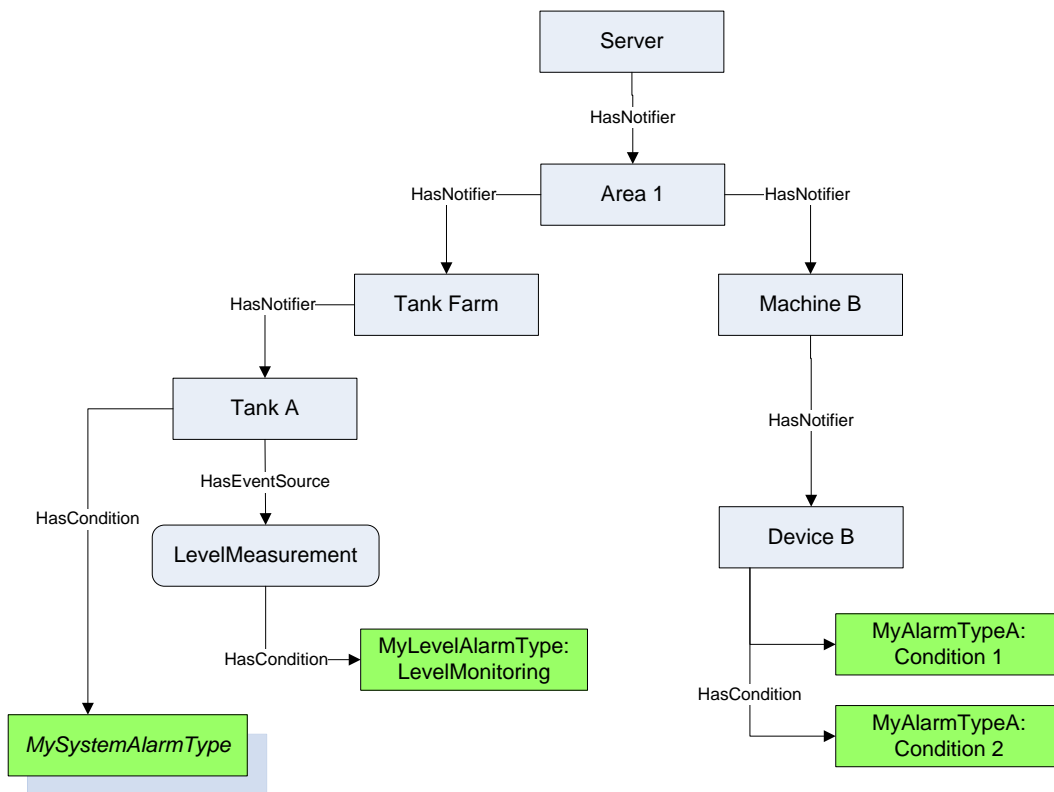 Server
HasNotifier
Area 1
HasNotifier
HasNotifier
Tank Farm
Machine B
HasNotifier
Tank A
HasNotifier
HasEventSource
HasCondition
LevelMeasurement
Device B
MyLevelAlarmType:
LevelMonitoring
HasCondition
MyAlarmTypeA:
Condition 1
HasCondition
MySystemAlarmType
MyAlarmTypeA:
Condition 2